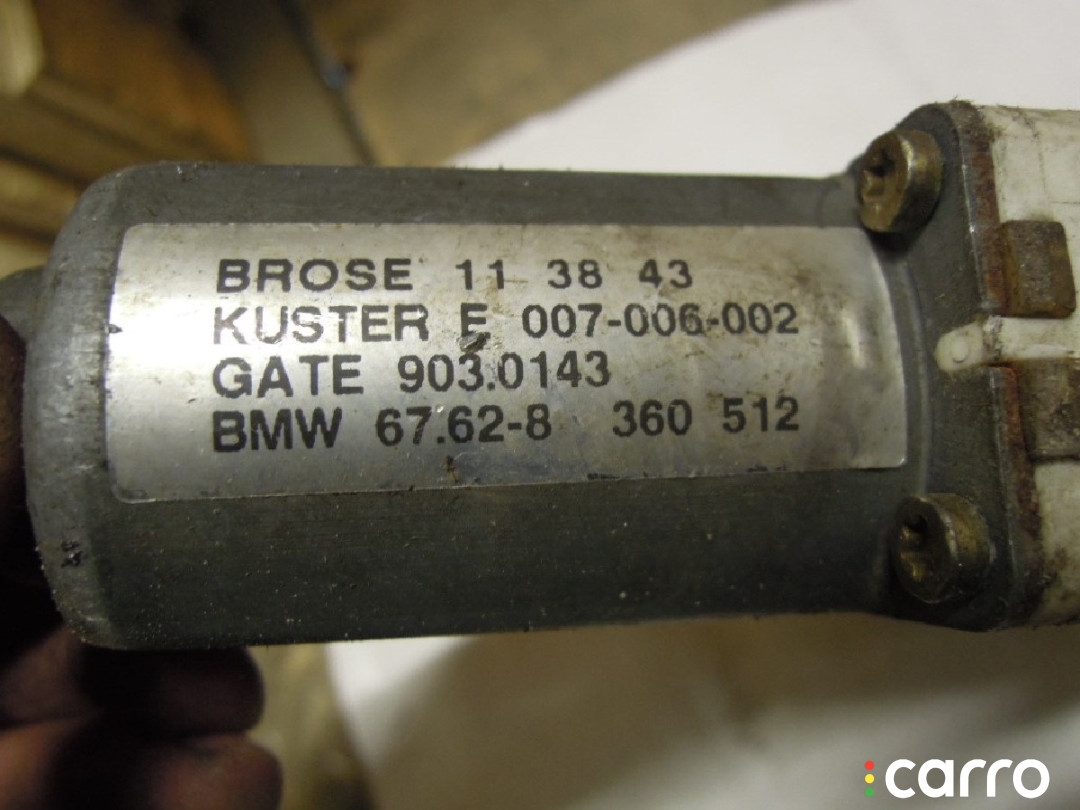 BROSE 11 38 43
KUSTER E 007-006-002
GATE 903.0143
BMW 67.62-8 360 512
carro